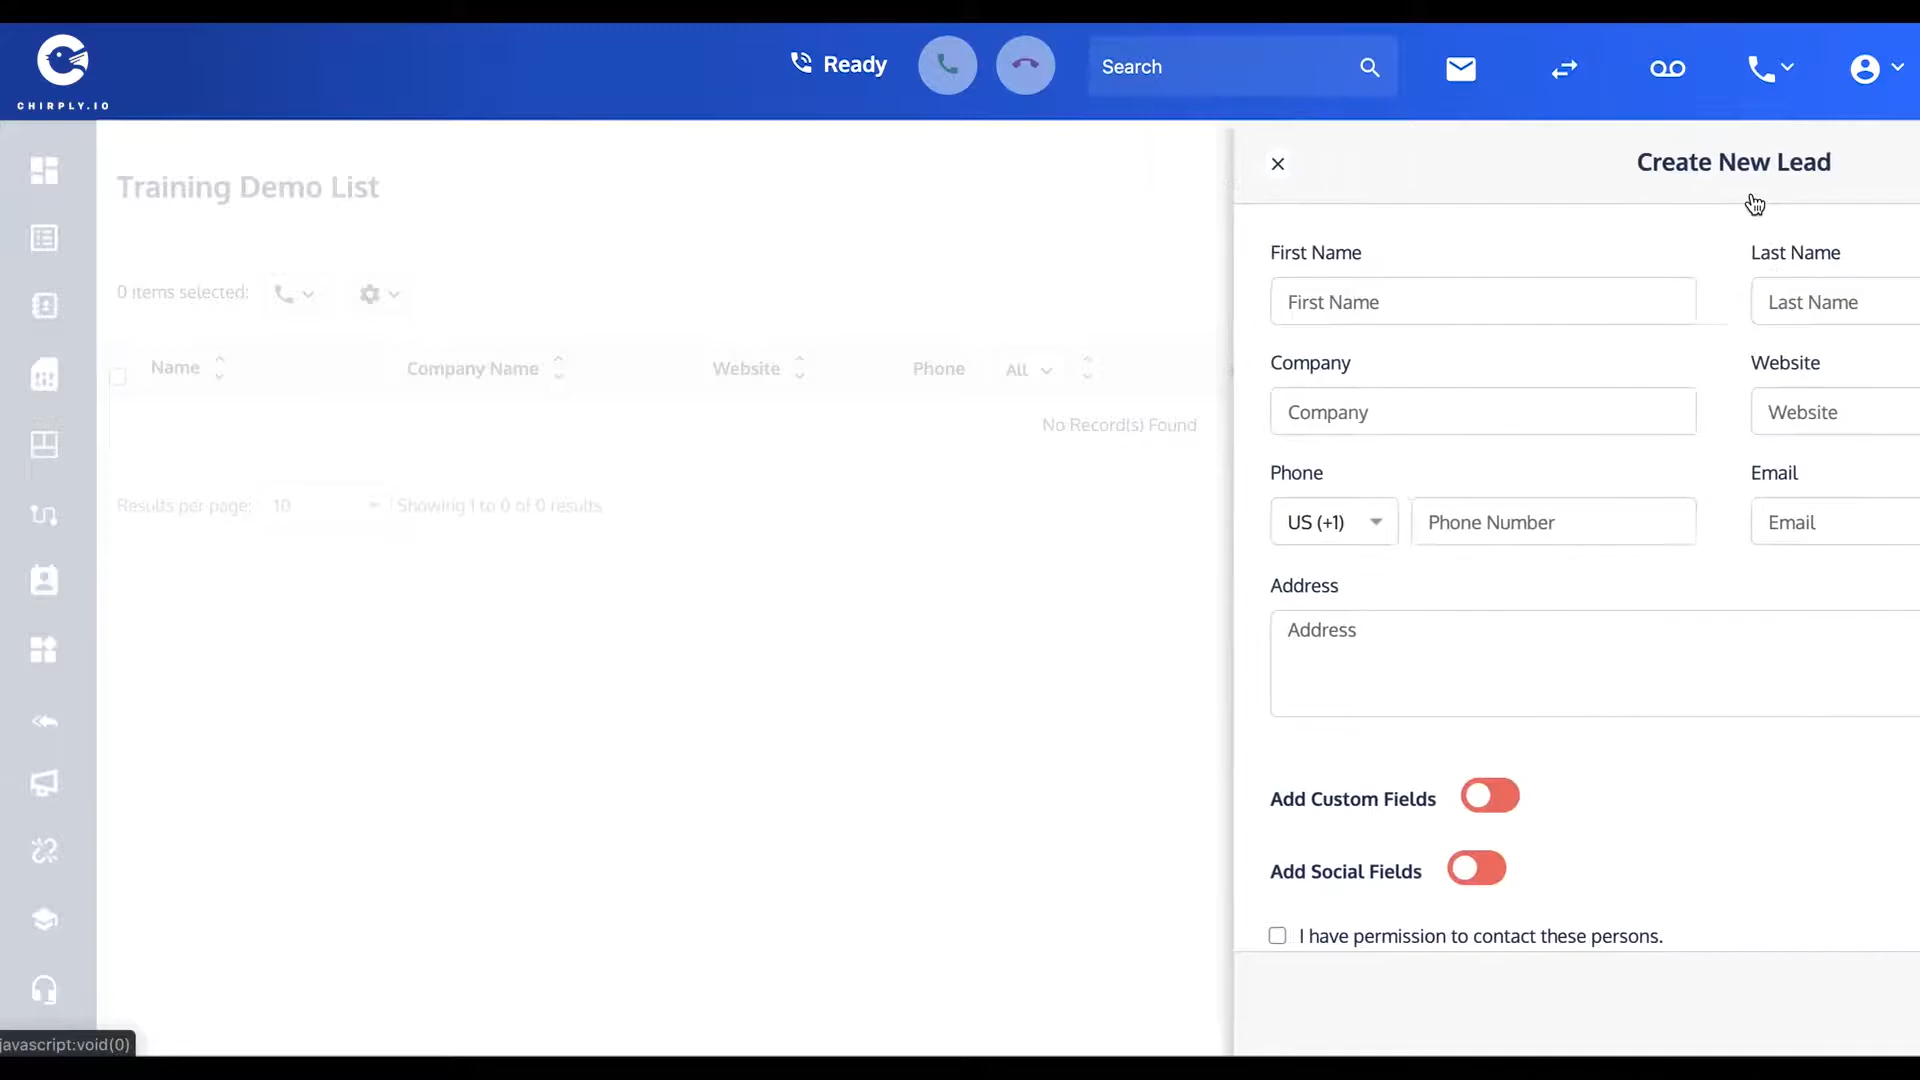 CHIRPLY.IO
Ready
Search
Training Demo List
0 items selected:
Name
Company Name
Website
Phone
All
No Record(s) Found
Results per page:
10
Showing 1 to 0 of 0 results
Create New Lead
First Name
Last Name
First Name
Last Name
Company
Website
Company
Website
Phone
Email
US (+1)
Phone Number
Email
Address
Address
Add Custom Fields
Add Social Fields
I have permission to contact these persons.
javascript:void(0)